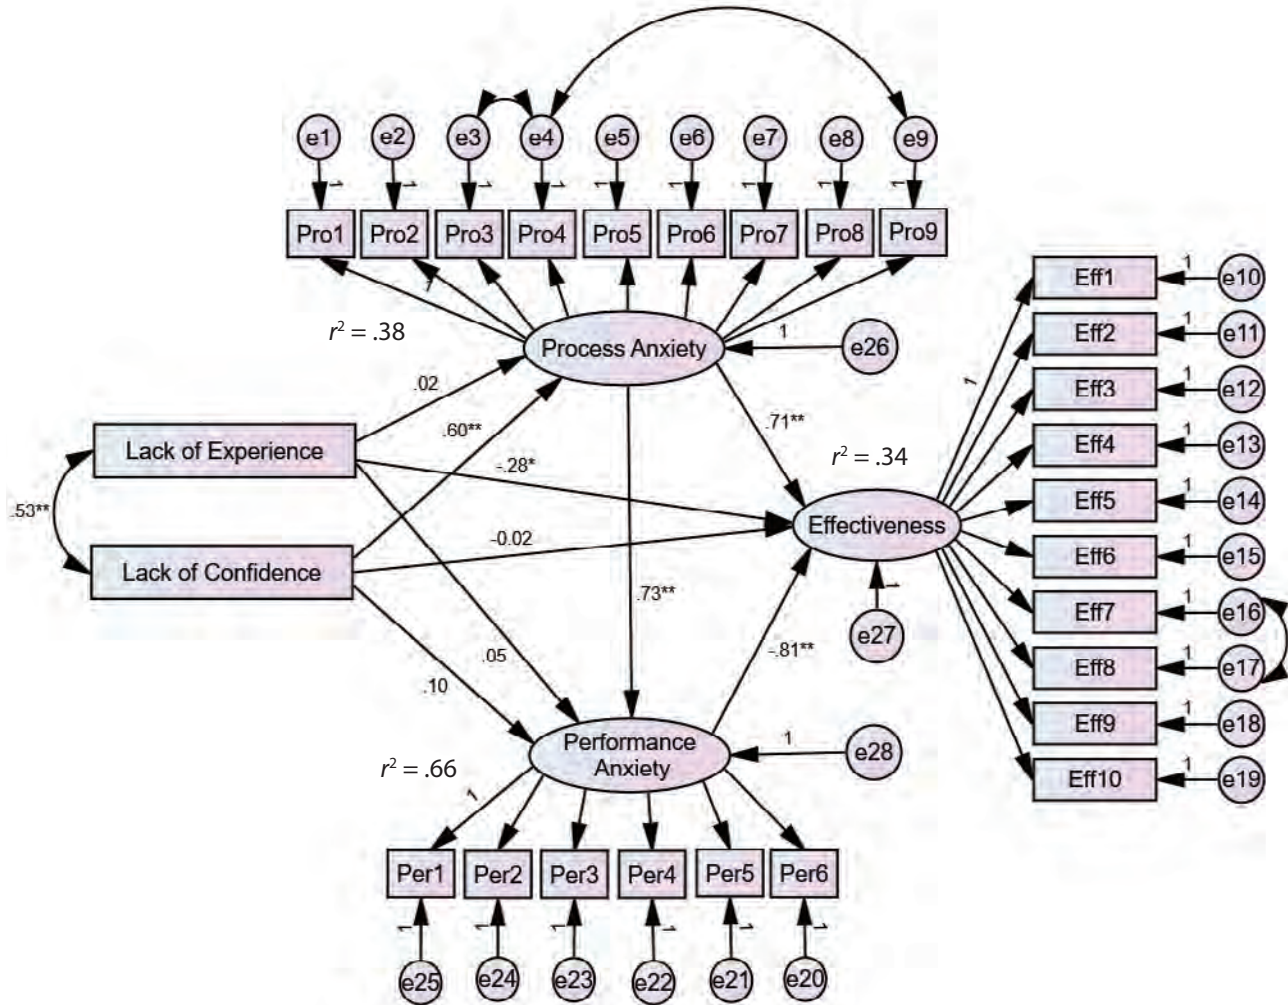 e1 e2 e3 e4 e5 e6 e7 e8 e9
1 1 1 1 1 1 1 1 1
Pro1 Pro2 Pro3 Pro4 Pro5 Pro6 Pro7 Pro8 Pro9
1
r² = .38
Process Anxiety
1
e26
.02
.60**
.71**
Lack of Experience
-.28*
r² = .34
.53**
Effectiveness
Lack of Confidence
-0.02
.73**
1
e27
-.81**
.05
.10
Performance
Anxiety
1
e28
r² = .66
1
Per1 Per2 Per3 Per4 Per5 Per6
1 1 1 1 1 1
e25 e24 e23 e22 e21 e20
1
Eff1 1 e10
Eff2 1 e11
Eff3 1 e12
Eff4 1 e13
Eff5 1 e14
Eff6 1 e15
Eff7 1 e16
Eff8 1 e17
Eff9 1 e18
Eff10 1 e19